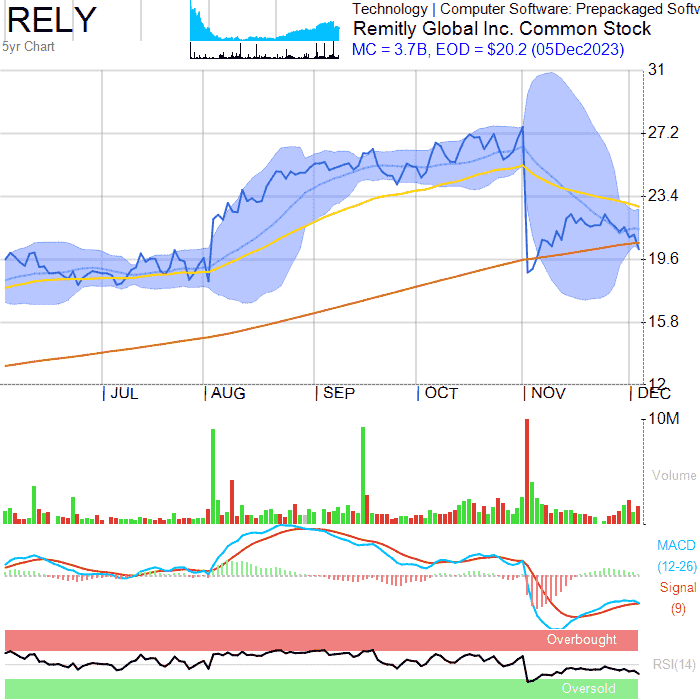 RELY
5yr Chart
Technology | Computer Software: Prepackaged Softw
Remitly Global Inc. Common Stock
MC = 3.7B, EOD = $20.2 (05Dec2023)
31
27.2
23.4
19.6
15.8
12
JUL AUG SEP OCT NOV DEC
10M
Volume
MACD
(12-26)
Signal
(9)
Overbought
RSI(14)
Oversold